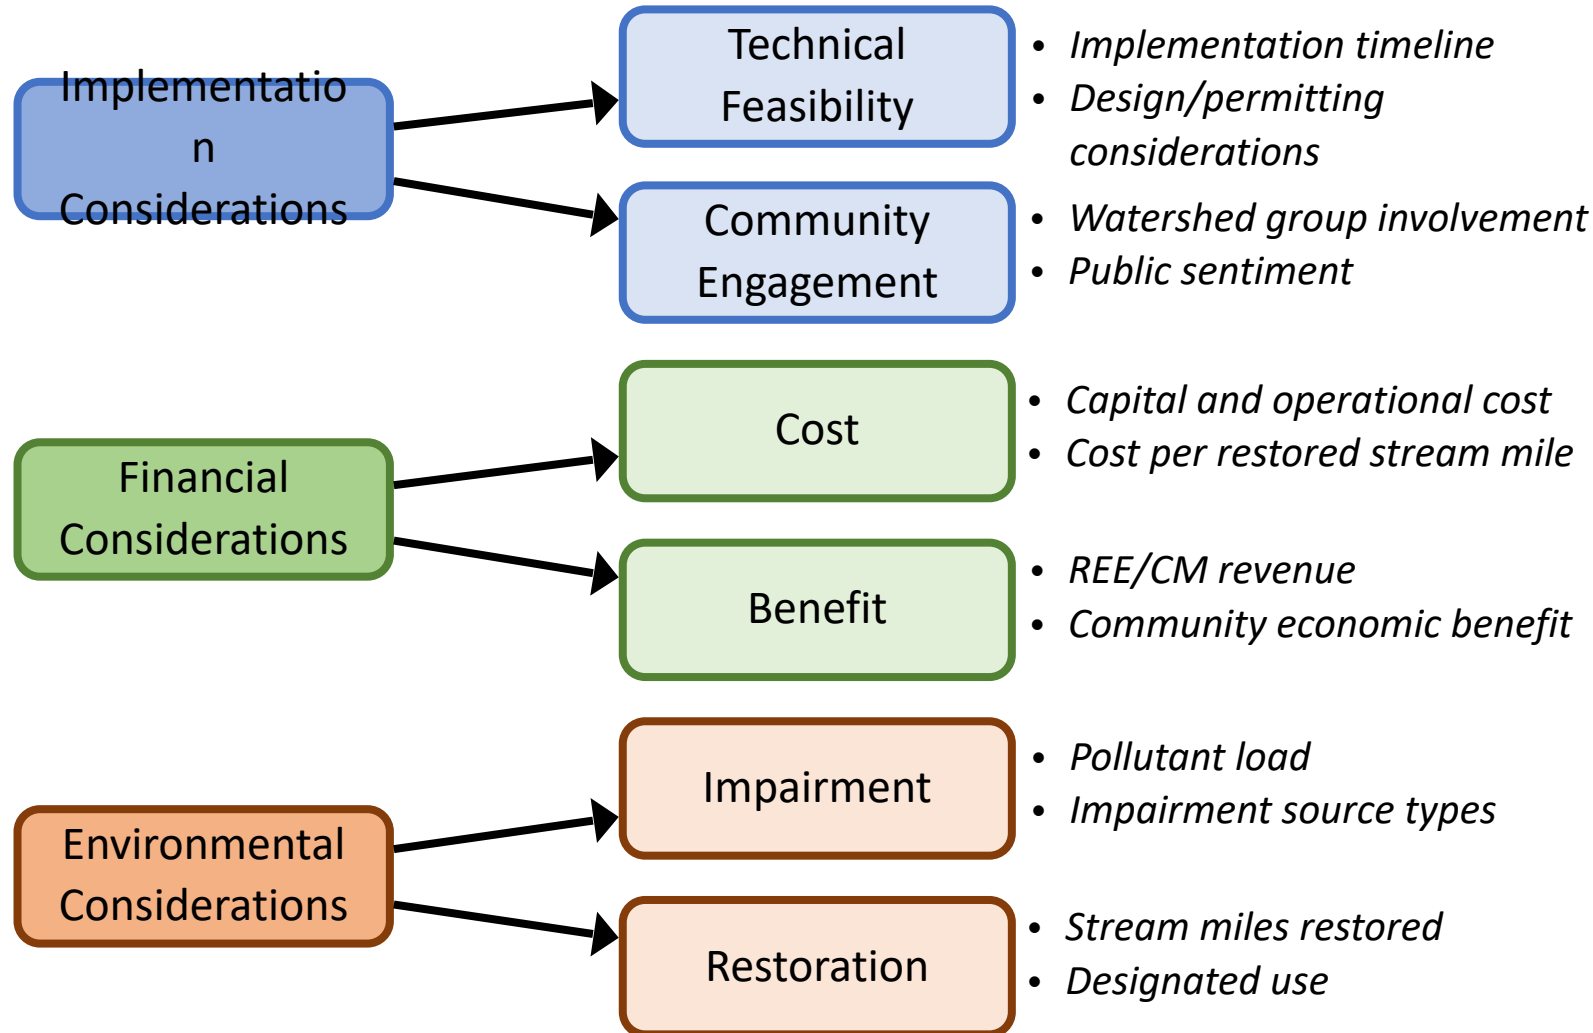 Implementatio
n
Considerations
Technical
Feasibility
• Implementation timeline
• Design/permitting
considerations
Community
Engagement
• Watershed group involvement
• Public sentiment
Financial
Considerations
Cost
• Capital and operational cost
• Cost per restored stream mile
Benefit
• REE/CM revenue
• Community economic benefit
Environmental
Considerations
Impairment
• Pollutant load
• Impairment source types
Restoration
• Stream miles restored
• Designated use